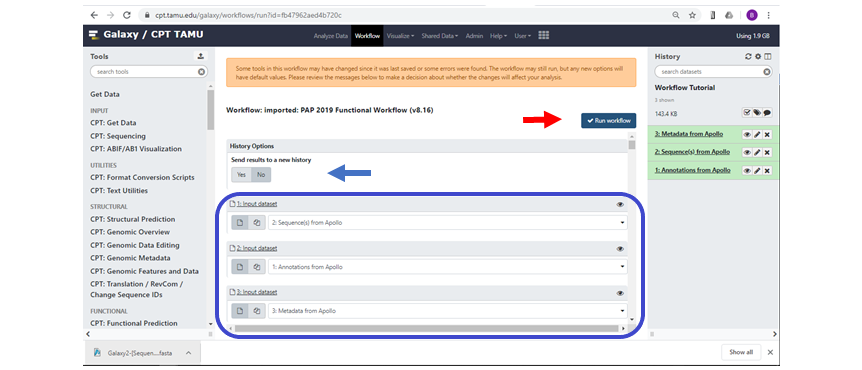 cpt.tamu.edu/galaxy/workflows/run?id=fb47962aed4b720c
B
Galaxy / CPT TAMU
Analyze Data Workflow Visualize Shared Data Admin Help User
Using 1.9 GB
Tools
search tools
Get Data
INPUT
CPT: Get Data
CPT: Sequencing
CPT: ABIF/AB1 Visualization
UTILITIES
CPT: Format Conversion Scripts
CPT: Text Utilities
STRUCTURAL
CPT: Structural Prediction
CPT: Genomic Overview
CPT: Genomic Data Editing
CPT: Genomic Metadata
CPT: Genomic Features and Data
CPT: Translation / RevCom /
Change Sequence IDs
FUNCTIONAL
CPT: Functional Prediction
Some tools in this workflow may have changed since it was last saved or some errors were found. The workflow may still run, but any new options will
have default values. Please review the messages below to make a decision about whether the changes will affect your analysis.
Workflow: imported: PAP 2019 Functional Workflow (v8.16)
Run workflow
History Options
Send results to a new history
Yes No
1: Input dataset
2: Sequence(s) from Apollo
2: Input dataset
1: Annotations from Apollo
3: Input dataset
3: Metadata from Apollo
History
search datasets
Workflow Tutorial
3 shown
143.4 KB
3: Metadata from Apollo
2: Sequence(s) from Apollo
1: Annotations from Apollo
Galaxy2-[Sequen....fasta
Show all